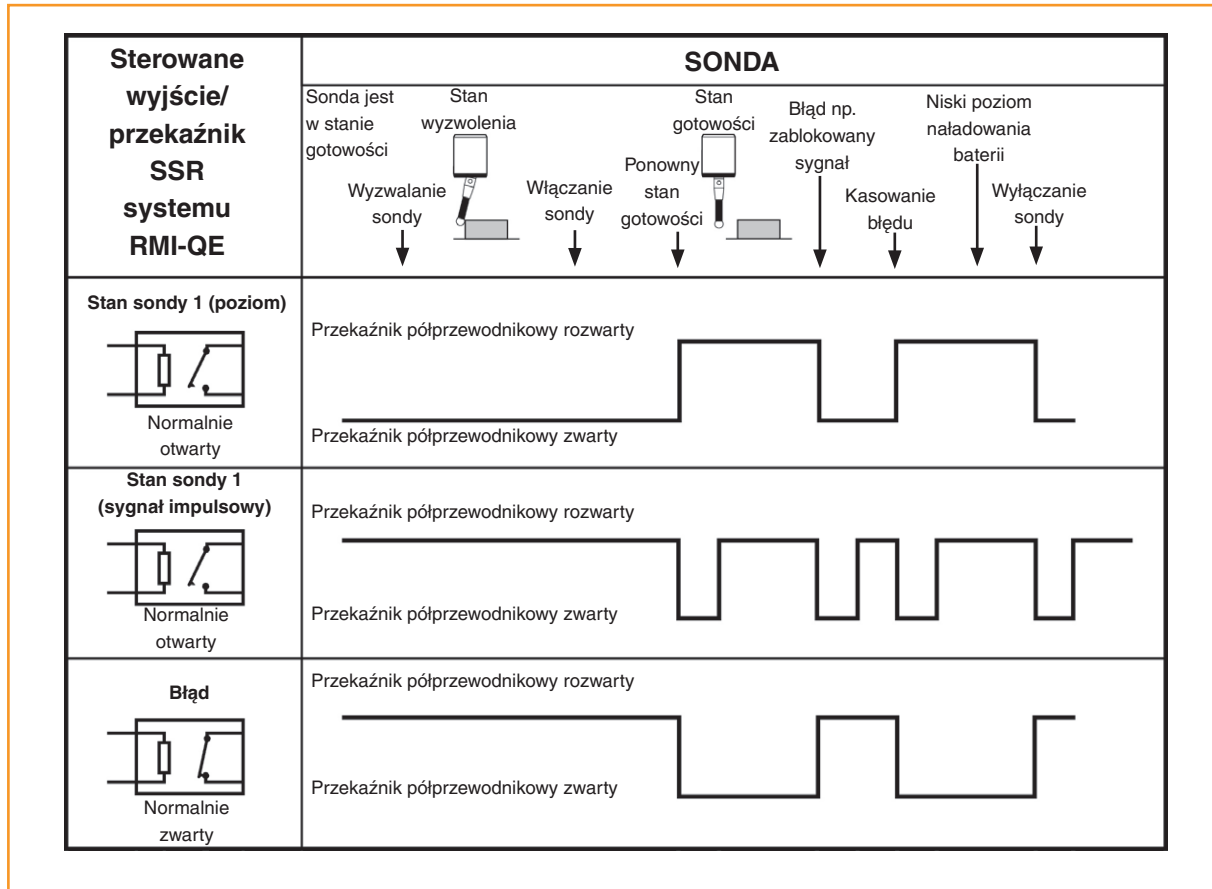 Sterowane
wyjście/
przekaźnik
SSR
systemu
RMI-QE
SONDA
Sonda jest
w stanie
gotowości
Wyzwalanie
sondy
Stan
wyzwolenia
Włączanie
sondy
Ponowny
stan
gotowości
Stan
gotowości
Błąd np.
zablokowany
sygnał
Kasowanie
błędu
Niski poziom
naładowania
baterii
Wyłączanie
sondy
Stan sondy 1 (poziom)
Normalnie
otwarty
Przekaźnik półprzewodnikowy rozwarty
Przekaźnik półprzewodnikowy zwarty
Stan sondy 1
(sygnał impulsowy)
Normalnie
otwarty
Przekaźnik półprzewodnikowy rozwarty
Przekaźnik półprzewodnikowy zwarty
Błąd
Normalnie
zwarty
Przekaźnik półprzewodnikowy rozwarty
Przekaźnik półprzewodnikowy zwarty